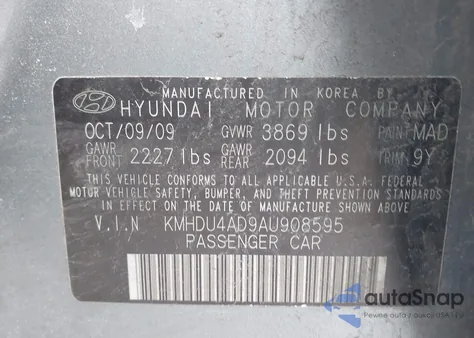 MANUFACTURED IN KOREA BY
HYUNDAI MOTOR COMPANY
OCT/09/09 GVWR 3869 lbs PAINT MAD
GAWR FRONT 2227 lbs GAWR REAR 2094 lbs TRIM 9Y
THIS VEHICLE CONFORMS TO ALL APPLICABLE U.S.A. FEDERAL
MOTOR VEHICLE SAFETY, BUMPER, AND THEFT PREVENTION STANDARDS
IN EFFECT ON THE DATE OF MANUFACTURE SHOWN ABOVE.
V.I.N KMHDU4AD9AU908595
PASSENGER CAR
autoSnap